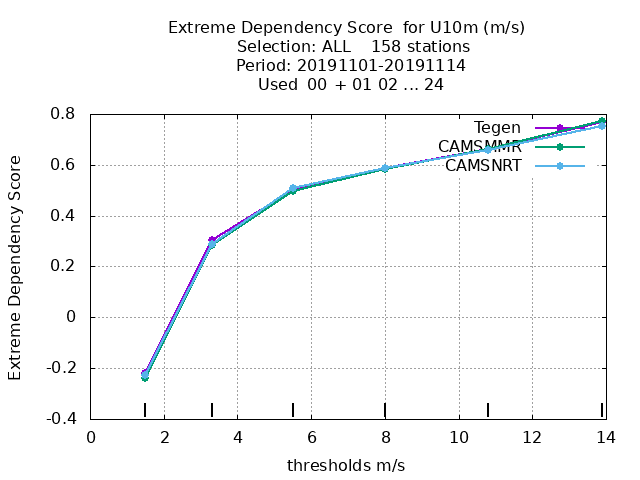 Extreme Dependency Score  for U10m (m/s)
Selection: ALL    158 stations
Period: 20191101-20191114
Used  00  + 01 02 ... 24
Extreme Dependency Score
0.8
0.6
0.4
0.2
0
-0.2
-0.4
Tegen
CAMSMMR
CAMSNRT
0 2 4 6 8 10 12 14
thresholds m/s